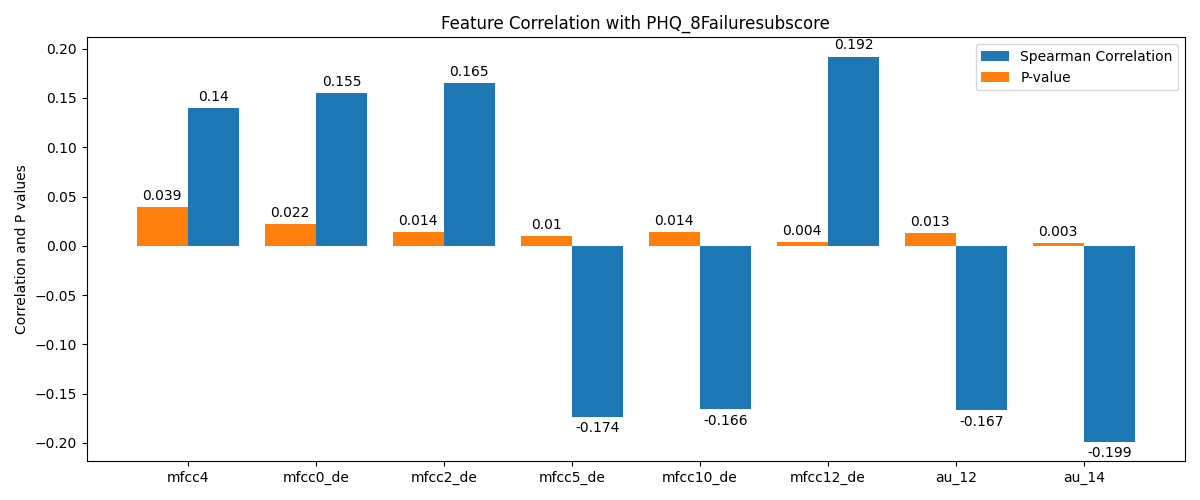 Feature Correlation with PHQ_8Failuresubscore
Spearman Correlation
P-value
Correlation and P values
0.20
0.15
0.10
0.05
0.00
−0.05
−0.10
−0.15
−0.20
0.039
0.14
0.022
0.155
0.014
0.165
0.01
-0.174
0.014
-0.166
0.004
0.192
0.013
-0.167
0.003
-0.199
mfcc4
mfcc0_de
mfcc2_de
mfcc5_de
mfcc10_de
mfcc12_de
au_12
au_14